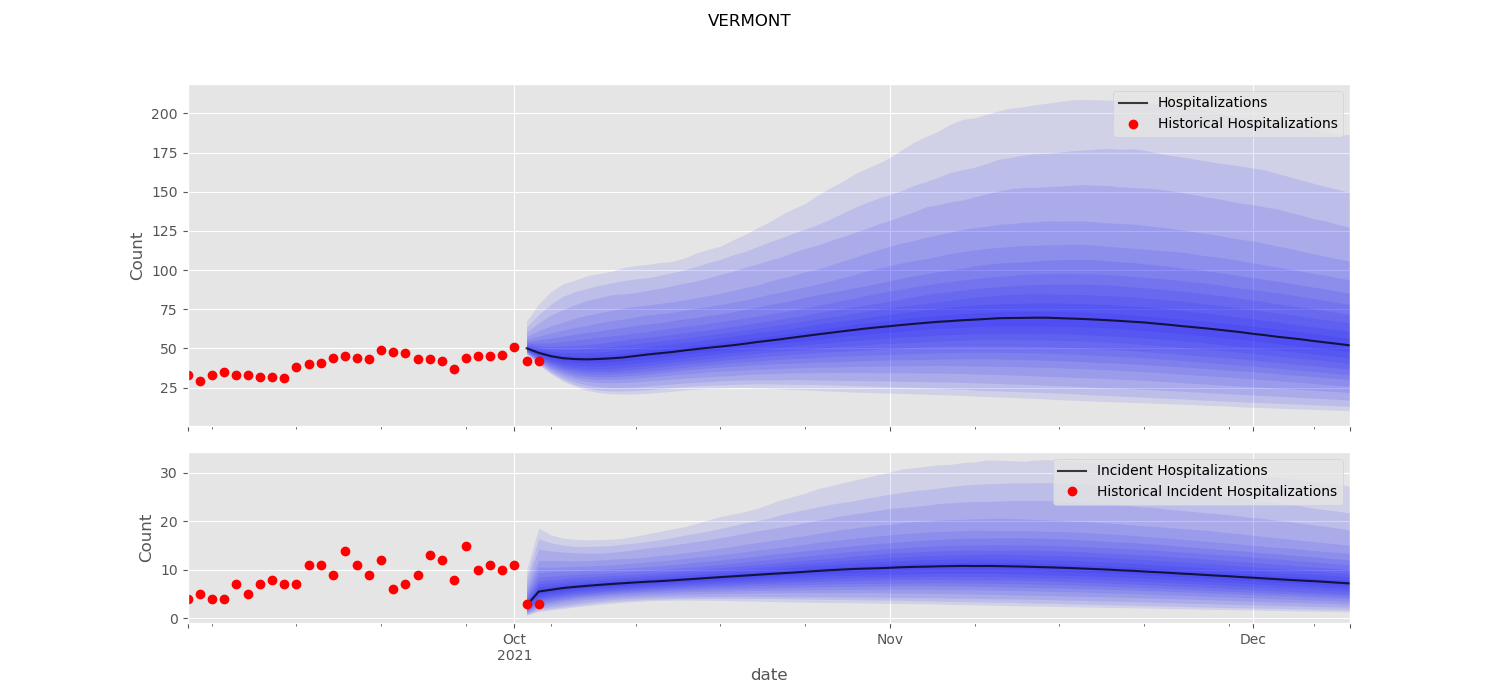 VERMONT
200
175
150
125
100
75
50
25
Count
Hospitalizations
Historical Hospitalizations
30
20
10
0
Count
Incident Hospitalizations
Historical Incident Hospitalizations
Oct
2021
Nov
Dec
date